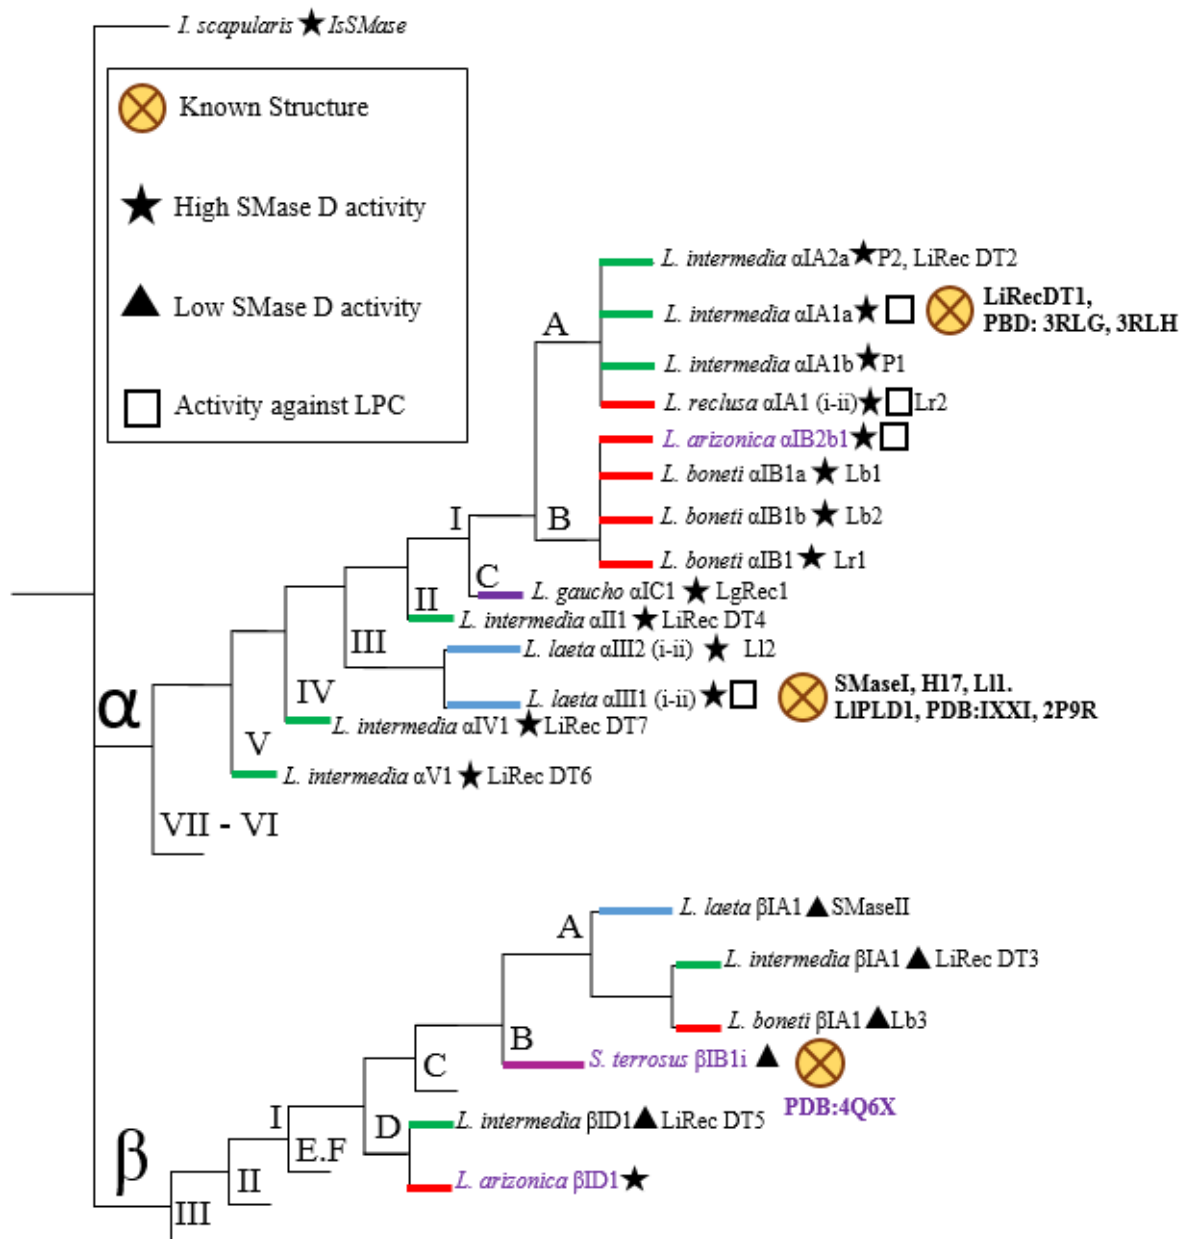 I. scapularis ★ IsSMase
Known Structure
High SMase D activity
Low SMase D activity
Activity against LPC
L. intermedia αIA2a★P2, LiRec DT2
A
L. intermedia αIA1a★
LiRecDT1,
PBD: 3RLG, 3RLH
L. intermedia αIA1b★P1
L. reclusa αIA1 (i-ii)★ Lr2
L. arizonica αIB2b1★
L. boneti αIB1a ★ Lb1
I
B
L. boneti αIB1b ★ Lb2
L. boneti αIB1 ★ Lr1
C
L. gaucho αIC1 ★ LgRec1
II
L. intermedia αII1★LiRec DT4
III
L. laeta αIII2 (i-ii) ★ Ll2
L. laeta αIII1 (i-ii) ★
SMaseI, H17, Ll1.
LlPLD1, PDB:IXXI, 2P9R
α
IV
L. intermedia αIV1★LiRec DT7
V
L. intermedia αV1★LiRec DT6
VII - VI
A
L. laeta βIA1▲SMaseII
L. intermedia βIA1▲LiRec DT3
L. boneti βIA1▲Lb3
B
S. terrosus βIB1i ▲
C
PDB:4Q6X
I
D
L. intermedia βID1▲LiRec DT5
E.F
β
II
L. arizonica βID1★
III